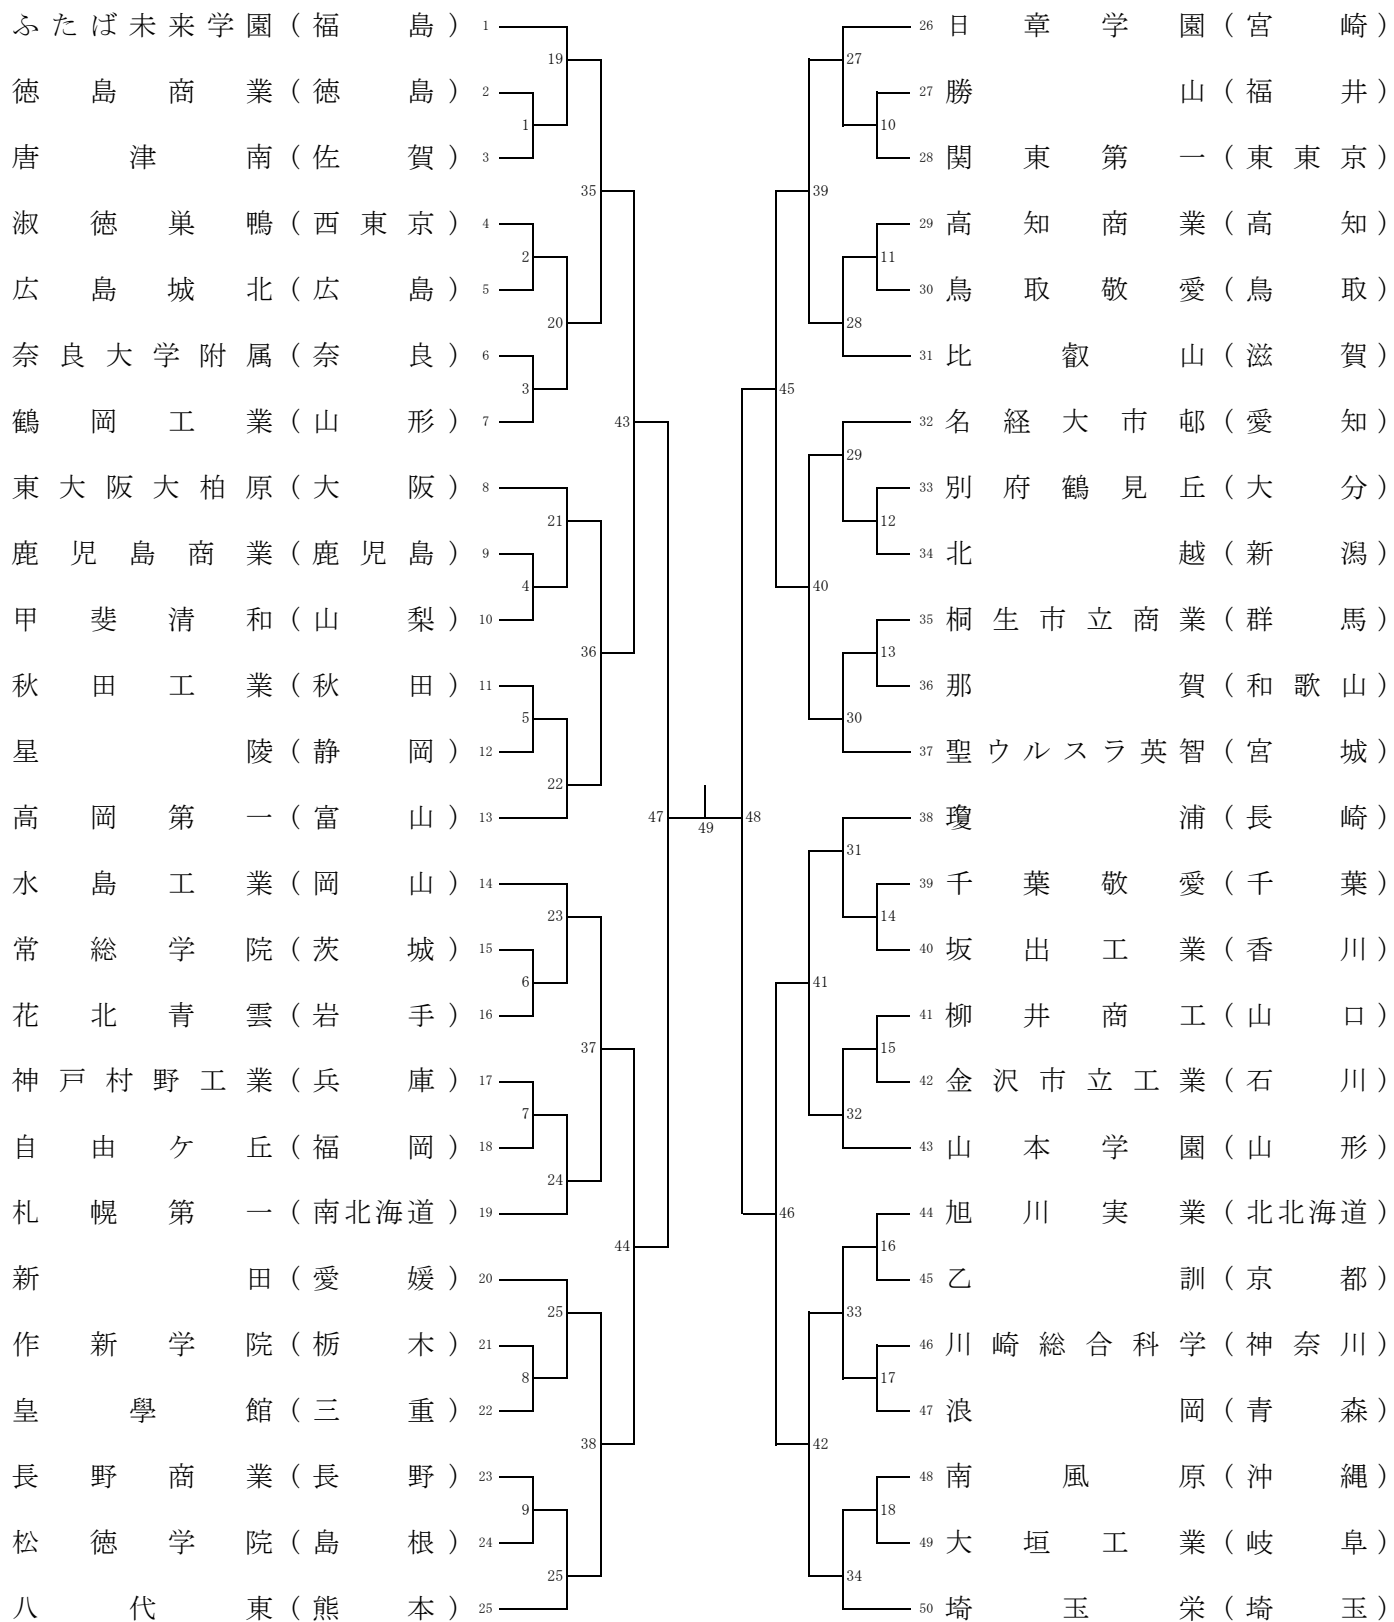 ふたば未来学園（福島）1
19
徳島商業（徳島）2
1
唐津南（佐賀）3
35
淑徳巣鴨（西東京）4
2
広島城北（広島）5
20
奈良大学附属（奈良）6
3
鶴岡工業（山形）7
43
東大阪大柏原（大阪）8
21
鹿児島商業（鹿児島）9
4
甲斐清和（山梨）10
36
秋田工業（秋田）11
5
星陵（静岡）12
22
高岡第一（富山）13
47
水島工業（岡山）14
23
常総学院（茨城）15
6
花北青雲（岩手）16
37
神戸村野工業（兵庫）17
7
自由ケ丘（福岡）18
24
札幌第一（南北海道）19
44
新田（愛媛）20
25
作新学院（栃木）21
8
皇學館（三重）22
38
長野商業（長野）23
9
松徳学院（島根）24
25
八代東（熊本）25
49
26 日章学園（宮崎）
27
27 勝山（福井）
10
28 関東第一（東東京）
39
29 高知商業（高知）
11
30 鳥取敬愛（鳥取）
28
31 比叡山（滋賀）
45
32 名経大市邨（愛知）
29
33 別府鶴見丘（大分）
12
34 北越（新潟）
40
35 桐生市立商業（群馬）
13
36 那賀（和歌山）
30
37 聖ウルスラ英智（宮城）
48
38 瓊浦（長崎）
31
39 千葉敬愛（千葉）
14
40 坂出工業（香川）
41
41 柳井商工（山口）
15
42 金沢市立工業（石川）
32
43 山本学園（山形）
46
44 旭川実業（北北海道）
16
45 乙訓（京都）
33
46 川崎総合科学（神奈川）
17
47 浪岡（青森）
42
48 南風原（沖縄）
18
49 大垣工業（岐阜）
34
50 埼玉栄（埼玉）